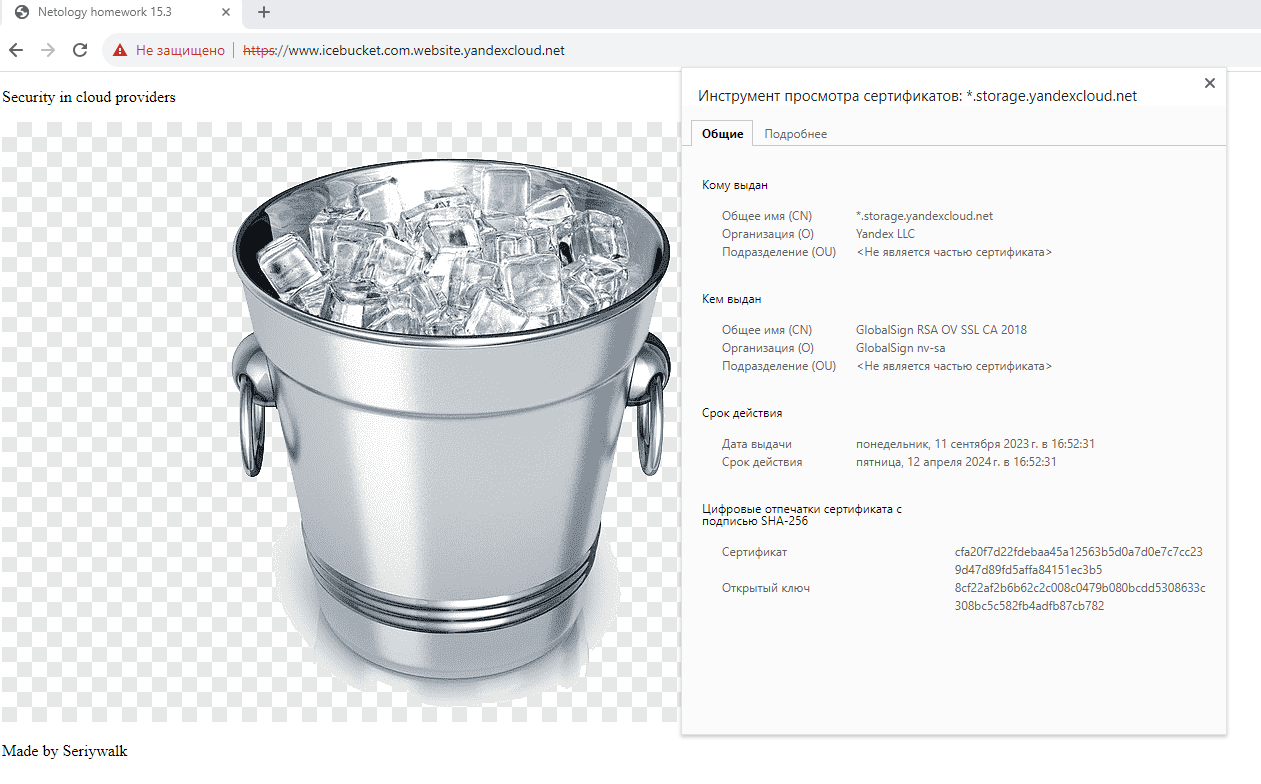 Netology homework 15.3
Не защищено https://www.icebucket.com.website.yandexcloud.net
Security in cloud providers
Инструмент просмотра сертификатов: *.storage.yandexcloud.net
Общие Подробнее
Кому выдан
Общее имя (CN) *.storage.yandexcloud.net
Организация (O) Yandex LLC
Подразделение (OU) <Не является частью сертификата>
Кем выдан
Общее имя (CN) GlobalSign RSA OV SSL CA 2018
Организация (O) GlobalSign nv-sa
Подразделение (OU) <Не является частью сертификата>
Срок действия
Дата выдачи понедельник, 11 сентября 2023 г. в 16:52:31
Срок действия пятница, 12 апреля 2024 г. в 16:52:31
Цифровые отпечатки сертификата с
подписью SHA-256
Сертификат cfa20f7d22fdebaa45a12563b5d0a7d0e7c7cc23
9d47d89fd5affa84151ec3b5
Открытый ключ 8cf22af2b6b62c2c008c0479b080bcdd5308633c
308bc5c582fb4adfb87cb782
Made by Seriywalk